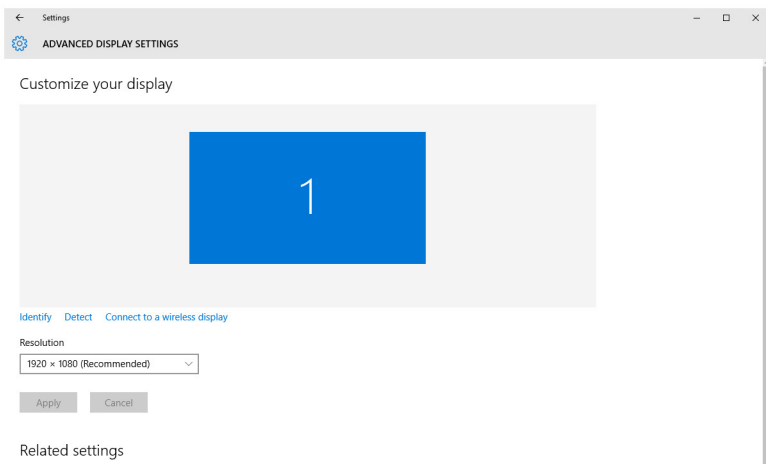 Settings
ADVANCED DISPLAY SETTINGS
Customize your display
1
Identify Detect Connect to a wireless display
Resolution
1920 × 1080 (Recommended)
Apply Cancel
Related settings